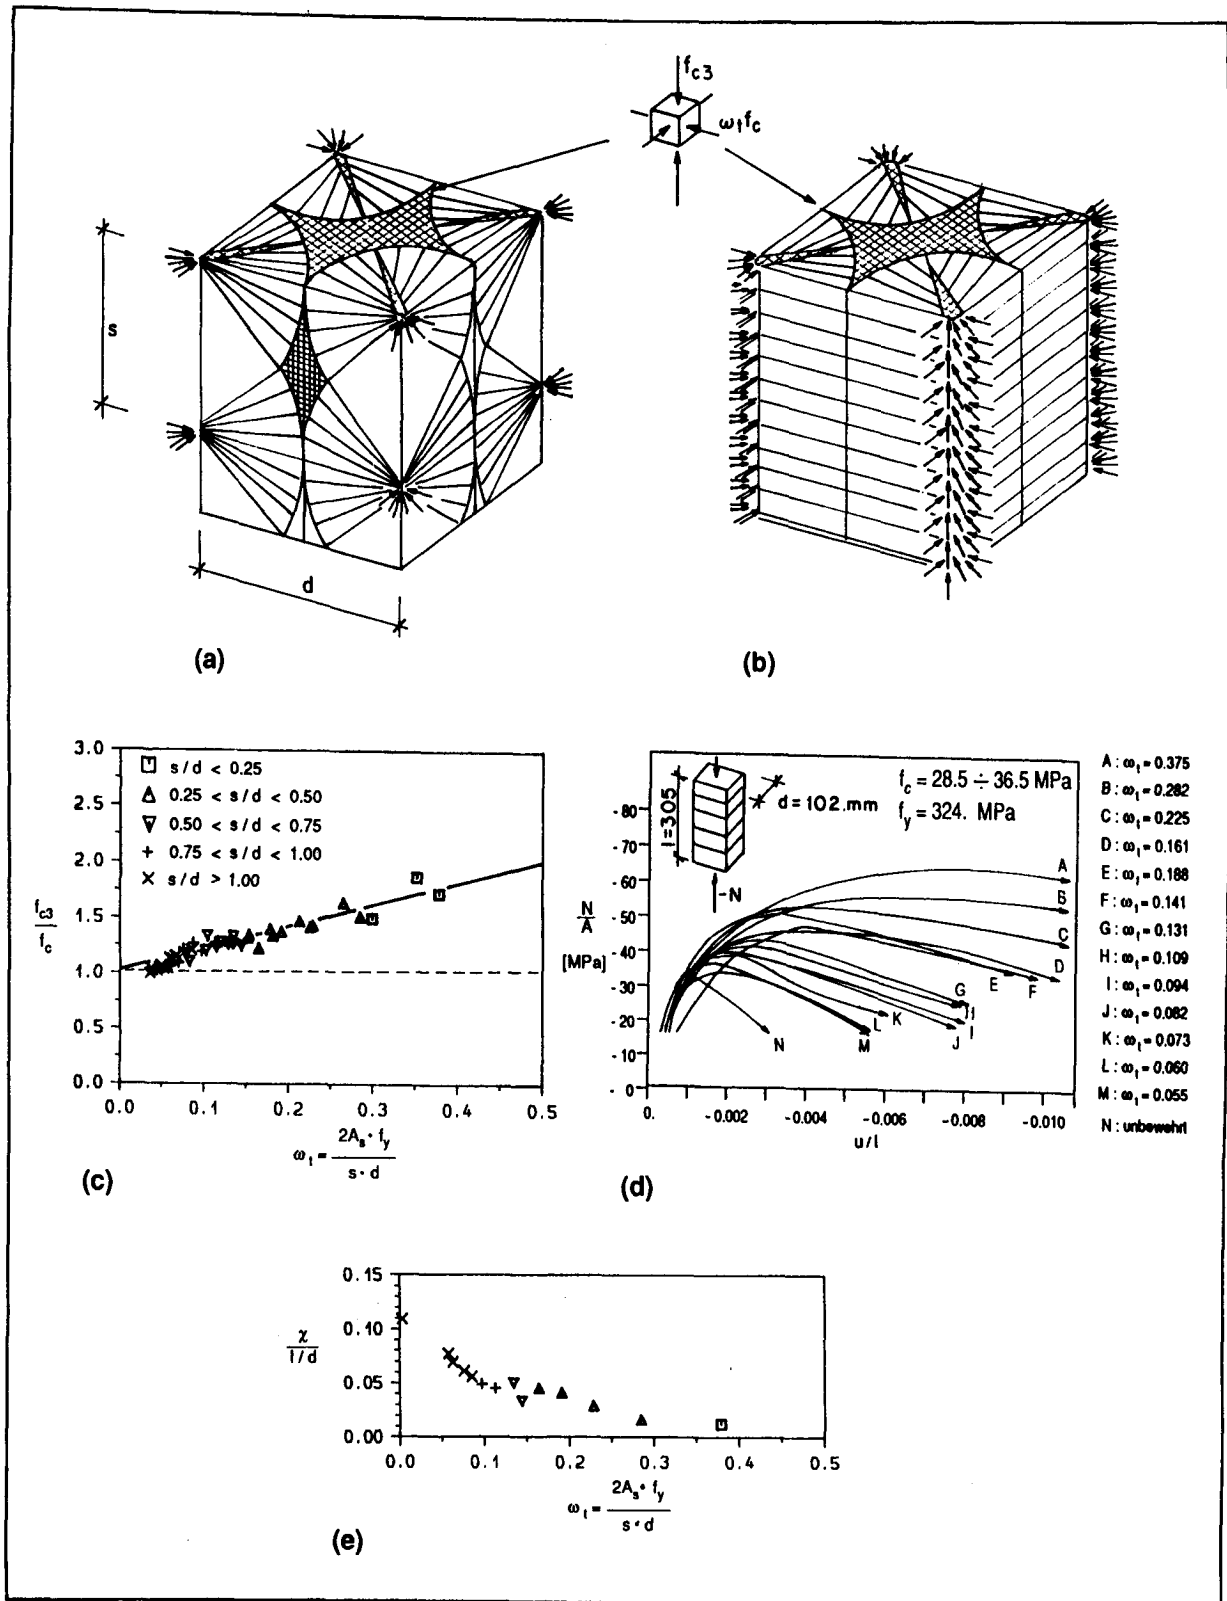 f_c3
ω_t f_c
s
d
(a)
(b)
f_c3
f_c
3.0
2.5
2.0
1.5
1.0
0.5
0.0
□ s/d < 0.25
△ 0.25 < s/d < 0.50
▽ 0.50 < s/d < 0.75
+ 0.75 < s/d < 1.00
× s/d > 1.00
0.0 0.1 0.2 0.3 0.4 0.5
ω_t = 2A_s · f_y
s · d
(c)
N
A
[MPa]
-80
-70
-60
-50
-40
-30
-20
-10
-0
l=305
d=102.mm
-N
f_c = 28.5 ÷ 36.5 MPa
f_y = 324. MPa
A
B
C
D
E
F
G
H
I
J
K
L
M
N
0. -0.002 -0.004 -0.006 -0.008 -0.010
u/l
(d)
A : ω_t = 0.375
B : ω_t = 0.282
C : ω_t = 0.225
D : ω_t = 0.161
E : ω_t = 0.188
F : ω_t = 0.141
G : ω_t = 0.131
H : ω_t = 0.109
I : ω_t = 0.094
J : ω_t = 0.082
K : ω_t = 0.073
L : ω_t = 0.060
M : ω_t = 0.055
N : unbewehrt
χ
l/d
0.15
0.10
0.05
0.00
0.0 0.1 0.2 0.3 0.4 0.5
ω_t = 2A_s · f_y
s · d
(e)